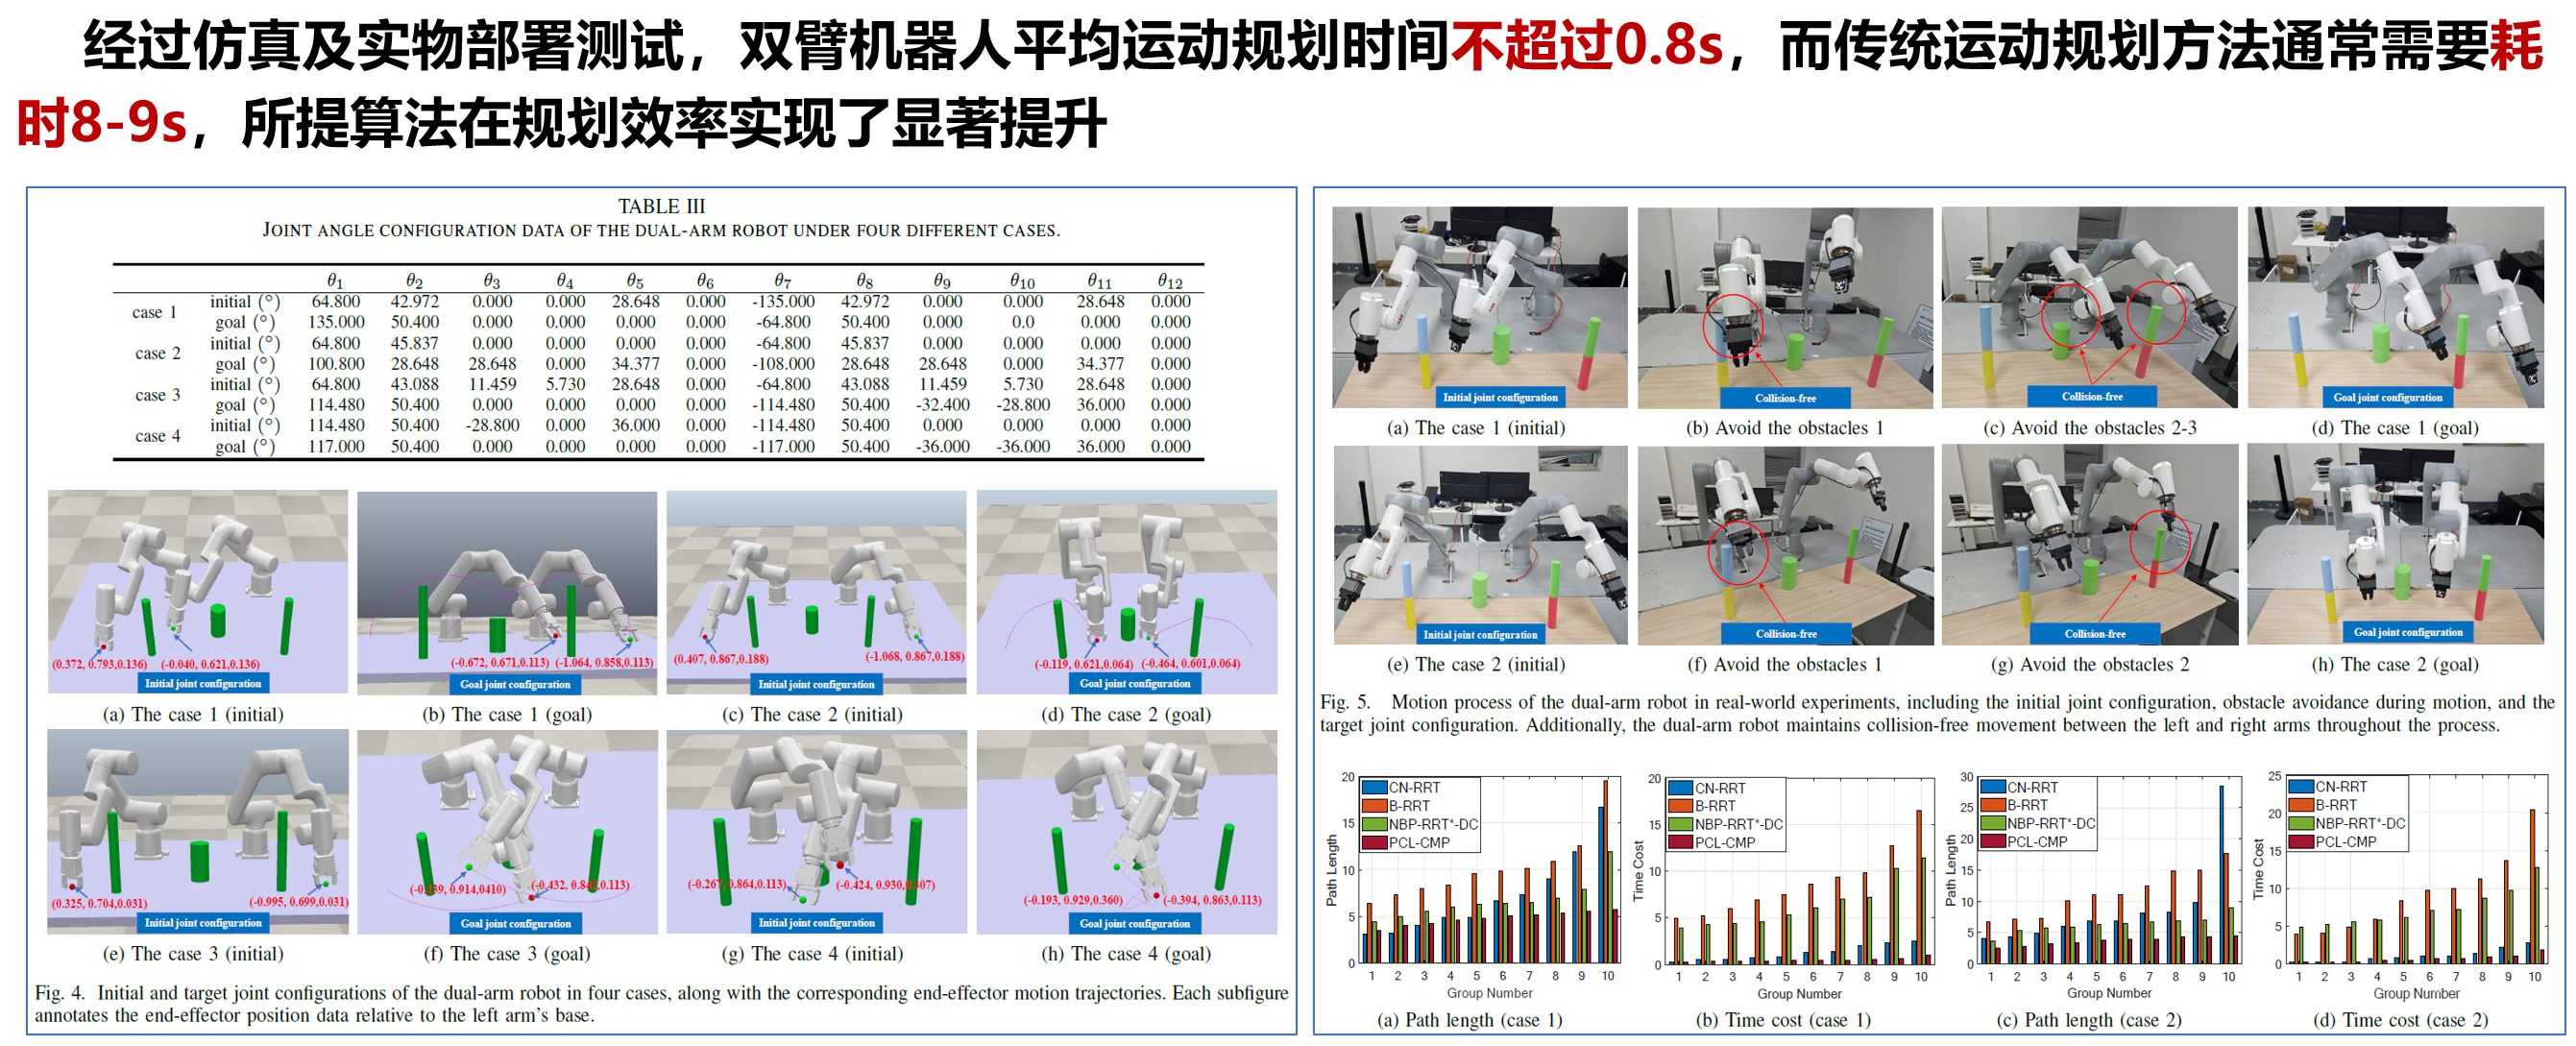 经过仿真及实物部署测试，双臂机器人平均运动规划时间不超过0.8s，而传统运动规划方法通常需要耗
时8-9s，所提算法在规划效率实现了显著提升
TABLE III
JOINT ANGLE CONFIGURATION DATA OF THE DUAL-ARM ROBOT UNDER FOUR DIFFERENT CASES.
θ1 θ2 θ3 θ4 θ5 θ6 θ7 θ8 θ9 θ10 θ11 θ12
case 1
initial (°) 64.800 42.972 0.000 0.000 28.648 0.000 -135.000 42.972 0.000 0.000 28.648 0.000
goal (°) 135.000 50.400 0.000 0.000 0.000 0.000 -64.800 50.400 0.000 0.0 0.000 0.000
case 2
initial (°) 64.800 45.837 0.000 0.000 0.000 0.000 -64.800 45.837 0.000 0.000 0.000 0.000
goal (°) 100.800 28.648 28.648 0.000 34.377 0.000 -108.000 28.648 28.648 0.000 34.377 0.000
case 3
initial (°) 64.800 43.088 11.459 5.730 28.648 0.000 -64.800 43.088 11.459 5.730 28.648 0.000
goal (°) 114.480 50.400 0.000 0.000 0.000 0.000 -114.480 50.400 -32.400 -28.800 36.000 0.000
case 4
initial (°) 114.480 50.400 -28.800 0.000 36.000 0.000 -114.480 50.400 0.000 0.000 0.000 0.000
goal (°) 117.000 50.400 0.000 0.000 0.000 0.000 -117.000 50.400 -36.000 -36.000 36.000 0.000
(0.372, 0.793,0.136) (-0.040, 0.621,0.136)
Initial joint configuration
(a) The case 1 (initial)
(-0.672, 0.671,0.113) (-1.064, 0.858,0.113)
Goal joint configuration
(b) The case 1 (goal)
(0.407, 0.867,0.188) (-1.068, 0.867,0.188)
Initial joint configuration
(c) The case 2 (initial)
(-0.119, 0.621,0.064) (-0.464, 0.601,0.064)
Goal joint configuration
(d) The case 2 (goal)
(0.325, 0.704,0.031) (-0.995, 0.699,0.031)
Initial joint configuration
(e) The case 3 (initial)
Goal joint configuration
(f) The case 3 (goal)
(-0.267, 0.864,0.113)
Initial joint configuration
(g) The case 4 (initial)
(-0.193, 0.929,0.360) (-0.394, 0.863,0.113)
Goal joint configuration
(h) The case 4 (goal)
Fig. 4. Initial and target joint configurations of the dual-arm robot in four cases, along with the corresponding end-effector motion trajectories. Each subfigure
annotates the end-effector position data relative to the left arm's base.
Initial joint configuration
(a) The case 1 (initial)
Collision-free
(b) Avoid the obstacles 1
Collision-free
(c) Avoid the obstacles 2-3
Goal joint configuration
(d) The case 1 (goal)
Initial joint configuration
(e) The case 2 (initial)
Collision-free
(f) Avoid the obstacles 1
Collision-free
(g) Avoid the obstacles 2
Goal joint configuration
(h) The case 2 (goal)
Fig. 5. Motion process of the dual-arm robot in real-world experiments, including the initial joint configuration, obstacle avoidance during motion, and the
target joint configuration. Additionally, the dual-arm robot maintains collision-free movement between the left and right arms throughout the process.
Path Length
20
15
10
5
0
CN-RRT
B-RRT
NBP-RRT*-DC
PCL-CMP
1 2 3 4 5 6 7 8 9 10
Group Number
(a) Path length (case 1)
Time Cost
20
15
10
5
0
CN-RRT
B-RRT
NBP-RRT*-DC
PCL-CMP
1 2 3 4 5 6 7 8 9 10
Group Number
(b) Time cost (case 1)
Path Length
30
25
20
15
10
5
0
CN-RRT
B-RRT
NBP-RRT*-DC
PCL-CMP
1 2 3 4 5 6 7 8 9 10
Group Number
(c) Path length (case 2)
Time Cost
25
20
15
10
5
0
CN-RRT
B-RRT
NBP-RRT*-DC
PCL-CMP
1 2 3 4 5 6 7 8 9 10
Group Number
(d) Time cost (case 2)